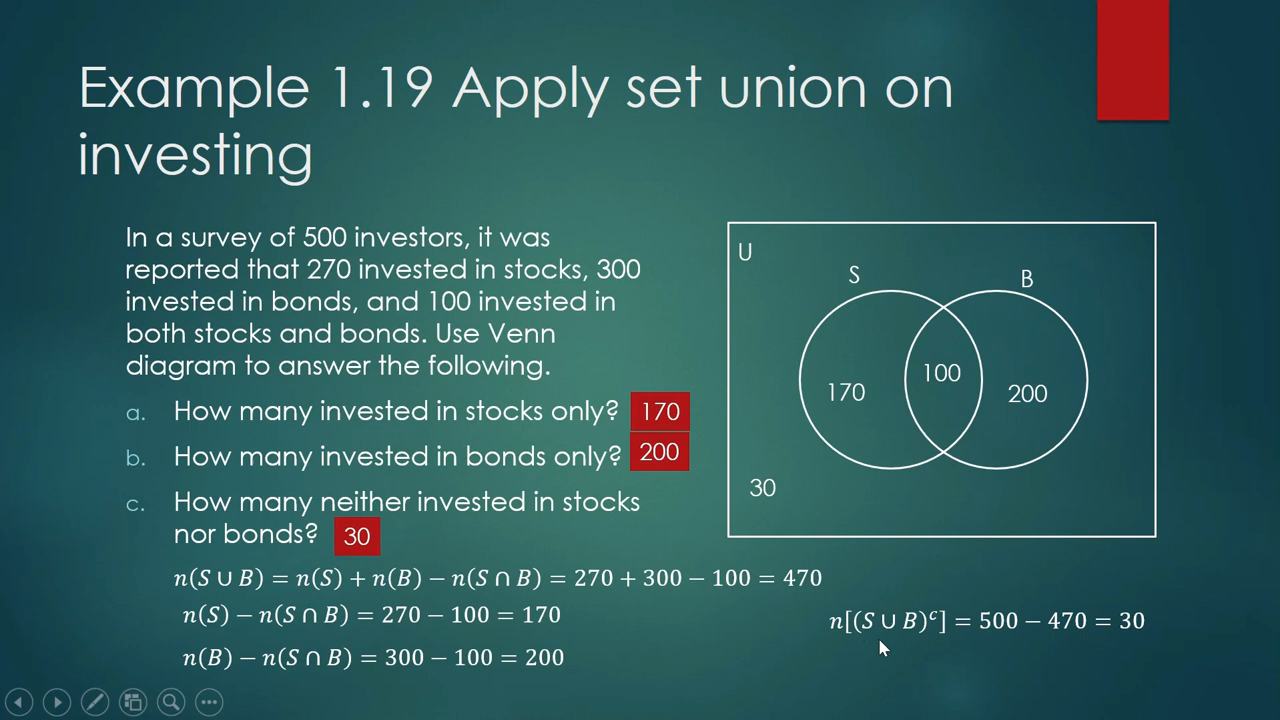 Example 1.19 Apply set union on
investing
In a survey of 500 investors, it was
reported that 270 invested in stocks, 300
invested in bonds, and 100 invested in
both stocks and bonds. Use Venn
diagram to answer the following.
a. How many invested in stocks only? 170
b. How many invested in bonds only? 200
c. How many neither invested in stocks
nor bonds? 30
U
S
B
170
100
200
30
n(S ∪ B) = n(S) + n(B) − n(S ∩ B) = 270 + 300 − 100 = 470
n(S) − n(S ∩ B) = 270 − 100 = 170
n(B) − n(S ∩ B) = 300 − 100 = 200
n[(S ∪ B)ᶜ] = 500 − 470 = 30